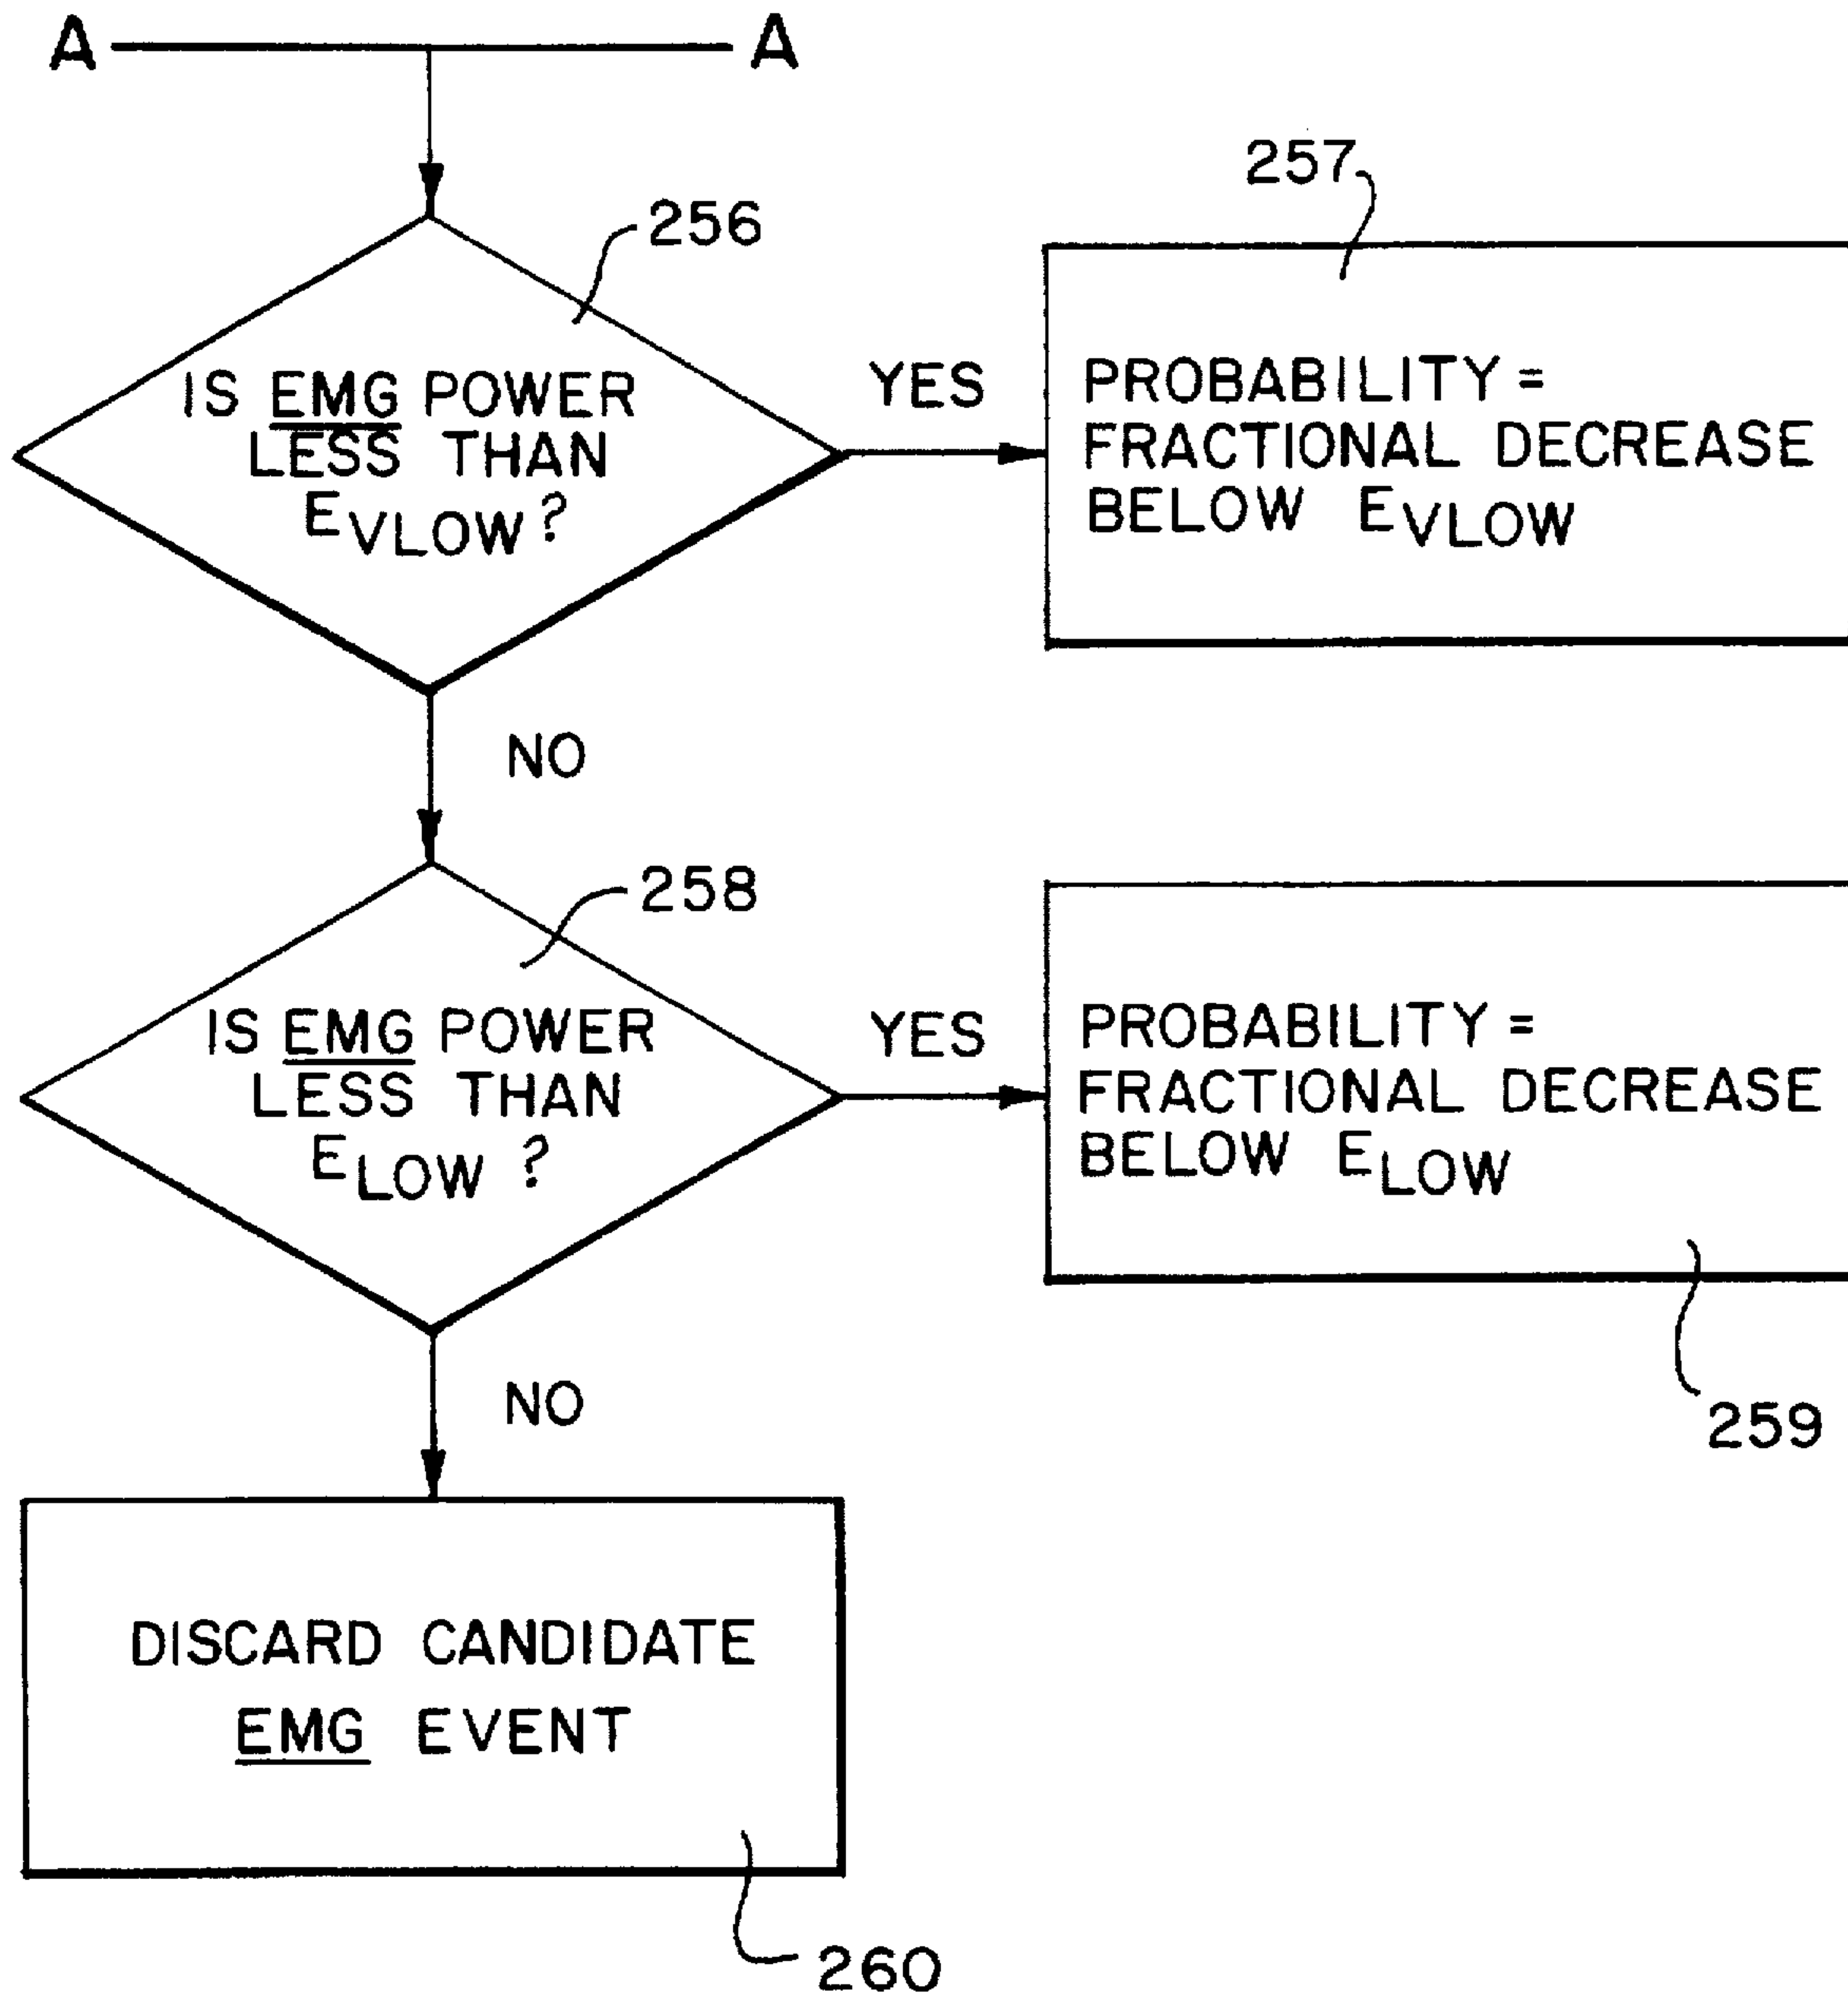 A A
256
IS EMG POWER
LESS THAN
EVLOW?
YES
257
PROBABILITY =
FRACTIONAL DECREASE
BELOW EVLOW
NO
258
IS EMG POWER
LESS THAN
ELOW ?
YES
PROBABILITY =
FRACTIONAL DECREASE
BELOW ELOW
259
NO
DISCARD CANDIDATE
EMG EVENT
260